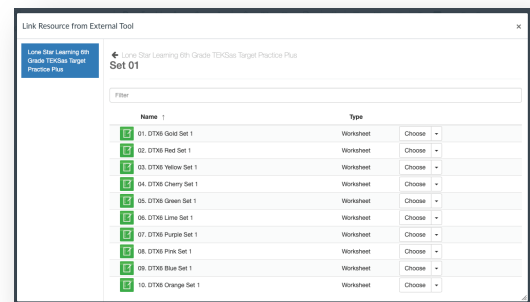 Link Resource from External Tool ×
Lone Star Learning 6th
Grade TEKSas Target
Practice Plus
Lone Star Learning 6th Grade TEKSas Target Practice Plus
Set 01
Filter
Name ↑ Type
01. DTX6 Gold Set 1 Worksheet Choose
02. DTX6 Red Set 1 Worksheet Choose
03. DTX6 Yellow Set 1 Worksheet Choose
04. DTX6 Cherry Set 1 Worksheet Choose
05. DTX6 Green Set 1 Worksheet Choose
06. DTX6 Lime Set 1 Worksheet Choose
07. DTX6 Purple Set 1 Worksheet Choose
08. DTX6 Pink Set 1 Worksheet Choose
09. DTX6 Blue Set 1 Worksheet Choose
10. DTX6 Orange Set 1 Worksheet Choose